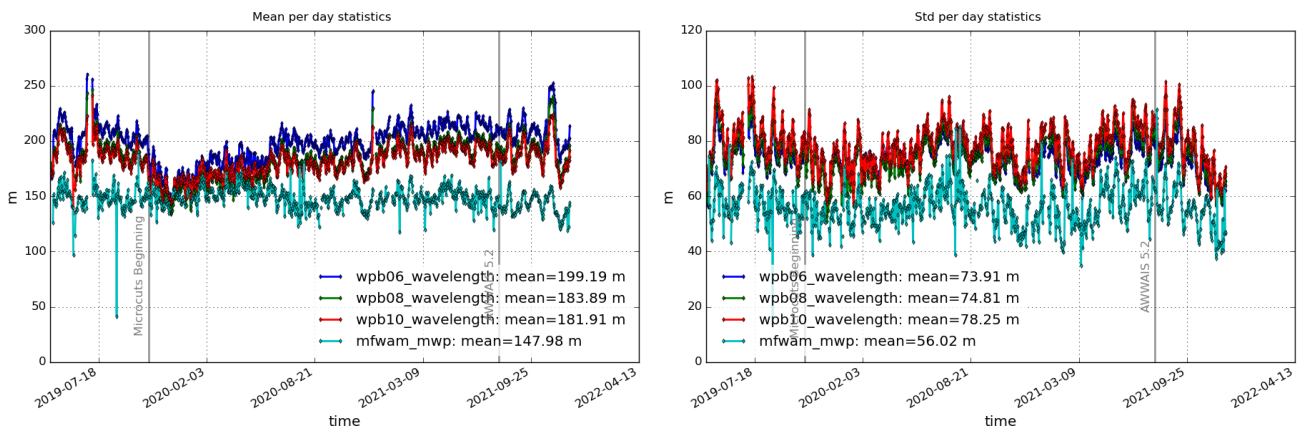 Mean per day statistics
300
250
200
150
100
50
0
m
Microcuts Beginning
AWWAIS 5.2
wpb06_wavelength: mean=199.19 m
wpb08_wavelength: mean=183.89 m
wpb10_wavelength: mean=181.91 m
mfwam_mwp: mean=147.98 m
2019-07-18
2020-02-03
2020-08-21
2021-03-09
2021-09-25
2022-04-13
time
Std per day statistics
120
100
80
60
40
20
0
m
Microcuts Beginning
AWWAIS 5.2
wpb06_wavelength: mean=73.91 m
wpb08_wavelength: mean=74.81 m
wpb10_wavelength: mean=78.25 m
mfwam_mwp: mean=56.02 m
2019-07-18
2020-02-03
2020-08-21
2021-03-09
2021-09-25
2022-04-13
time